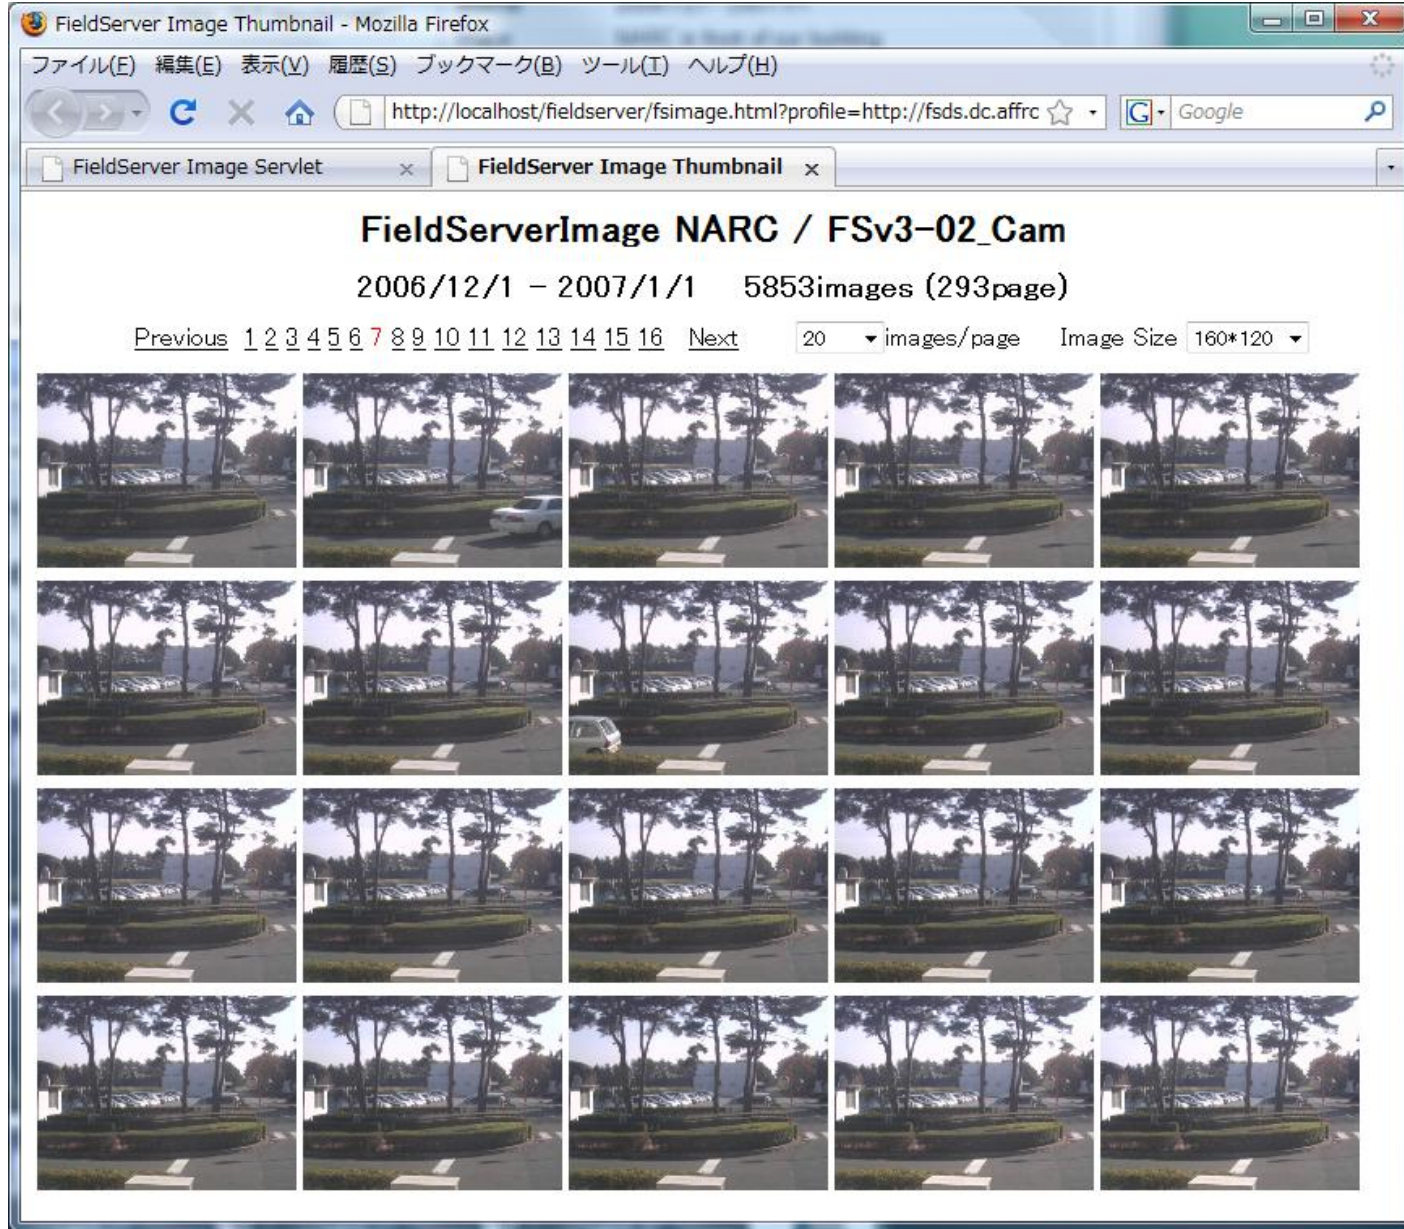 FieldServer Image Thumbnail - Mozilla Firefox
ファイル(F) 編集(E) 表示(V) 履歴(S) ブックマーク(B) ツール(T) ヘルプ(H)
http://localhost/fieldserver/fsimage.html?profile=http://fsds.dc.affrc
G Google
FieldServer Image Servlet
FieldServer Image Thumbnail
FieldServerImage NARC / FSv3-02_Cam
2006/12/1 - 2007/1/1 5853images (293page)
Previous 1 2 3 4 5 6 7 8 9 10 11 12 13 14 15 16 Next 20 images/page Image Size 160*120